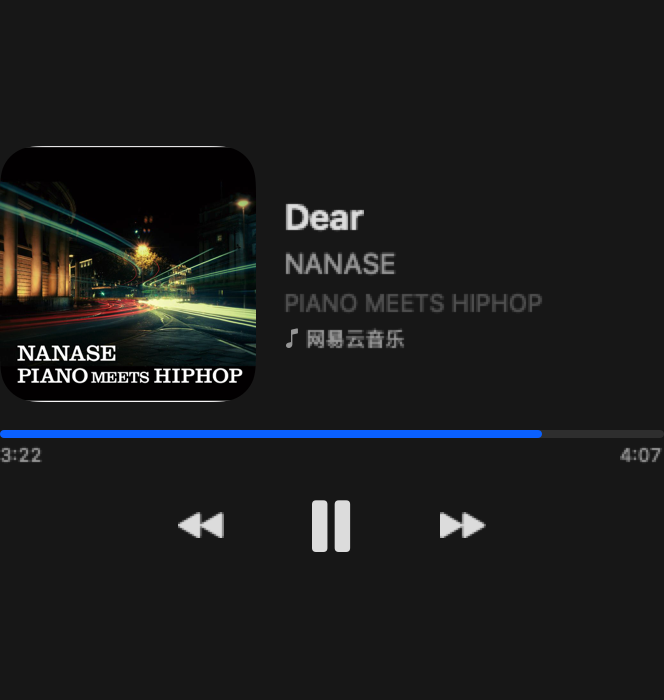 Dear
NANASE
PIANO MEETS HIPHOP
网易云音乐
NANASE
PIANO MEETS HIPHOP
3:22
4:07